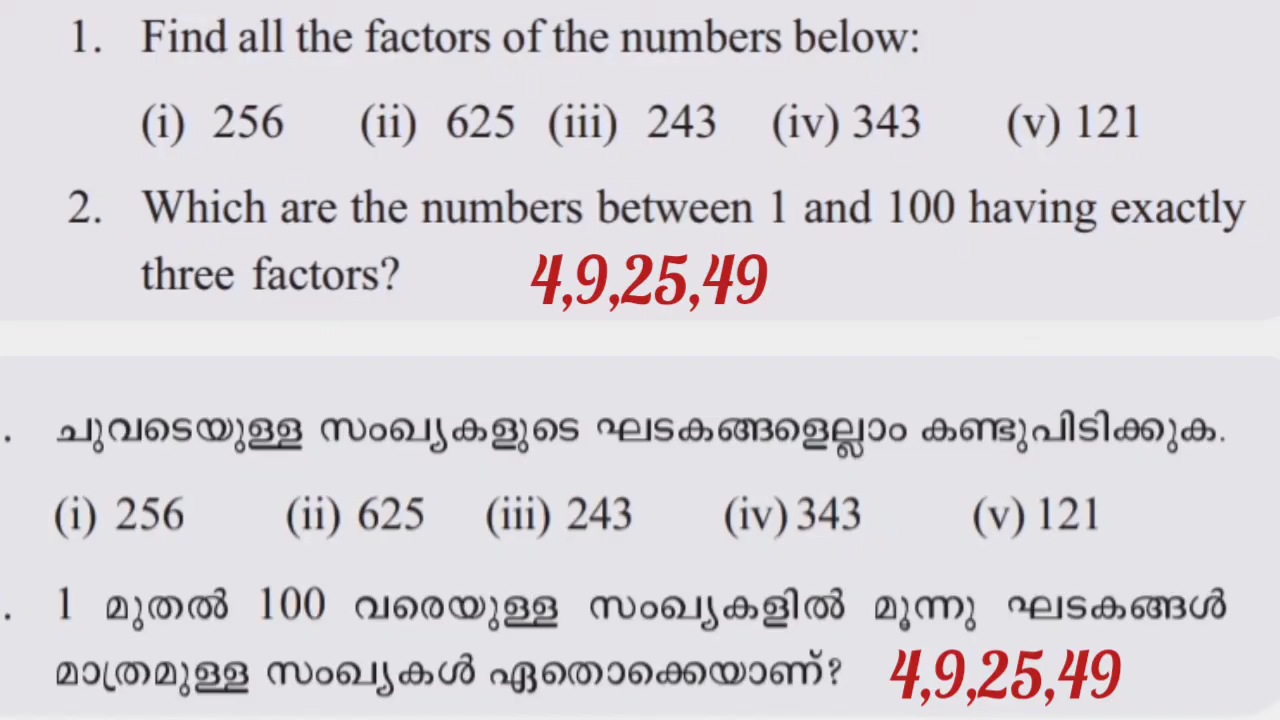 1. Find all the factors of the numbers below:
(i) 256 (ii) 625 (iii) 243 (iv) 343 (v) 121
2. Which are the numbers between 1 and 100 having exactly
three factors? 4,9,25,49
. ചുവടെയുള്ള സംഖ്യകളുടെ ഘടകങ്ങളെല്ലാം കണ്ടുപിടിക്കുക.
(i) 256 (ii) 625 (iii) 243 (iv) 343 (v) 121
. 1 മുതൽ 100 വരെയുള്ള സംഖ്യകളിൽ മൂന്നു ഘടകങ്ങൾ
മാത്രമുള്ള സംഖ്യകൾ ഏതൊക്കെയാണ്? 4,9,25,49